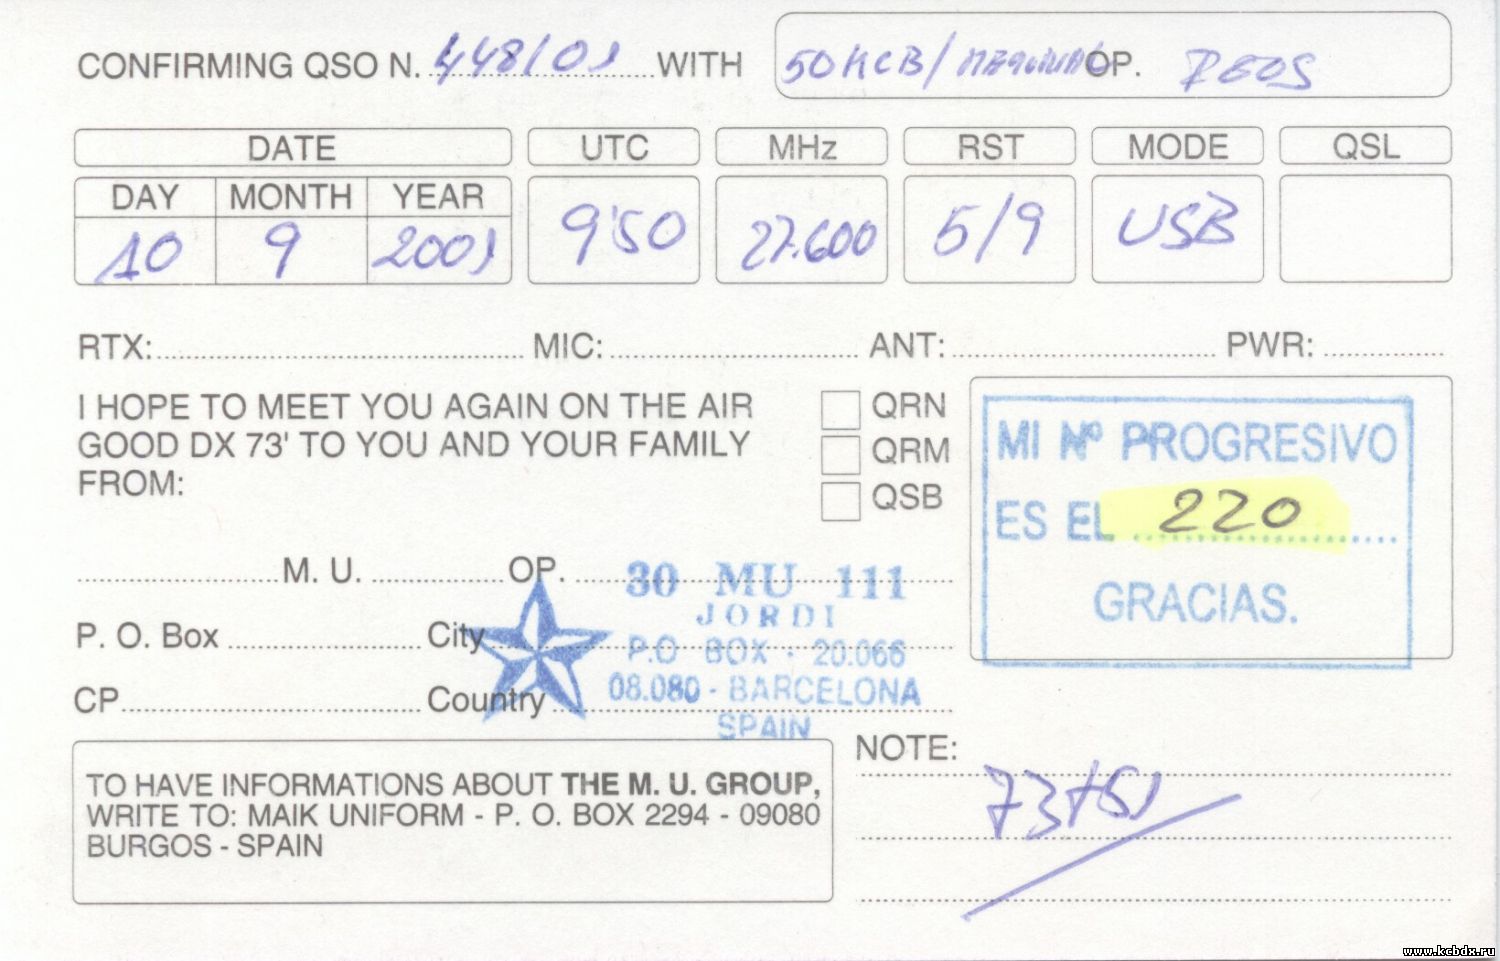 CONFIRMING QSO N. 448/01 WITH 50KCB/ OP.
DATE UTC MHz RST MODE QSL
DAY MONTH YEAR
10 9 2001 9'50 27.600 5/9 USB
RTX: MIC: ANT: PWR:
I HOPE TO MEET YOU AGAIN ON THE AIR
GOOD DX 73' TO YOU AND YOUR FAMILY
FROM:
QRN
QRM
QSB
MI Nº PROGRESIVO
ES EL 220
GRACIAS.
M. U. OP.
P. O. Box City
CP Country
30 MU 111
JORDI
P.O BOX · 20.066
08.080 - BARCELONA
SPAIN
TO HAVE INFORMATIONS ABOUT THE M. U. GROUP,
WRITE TO: MAIK UNIFORM - P. O. BOX 2294 - 09080
BURGOS - SPAIN
NOTE:
73+51
www.kcbdx.ru